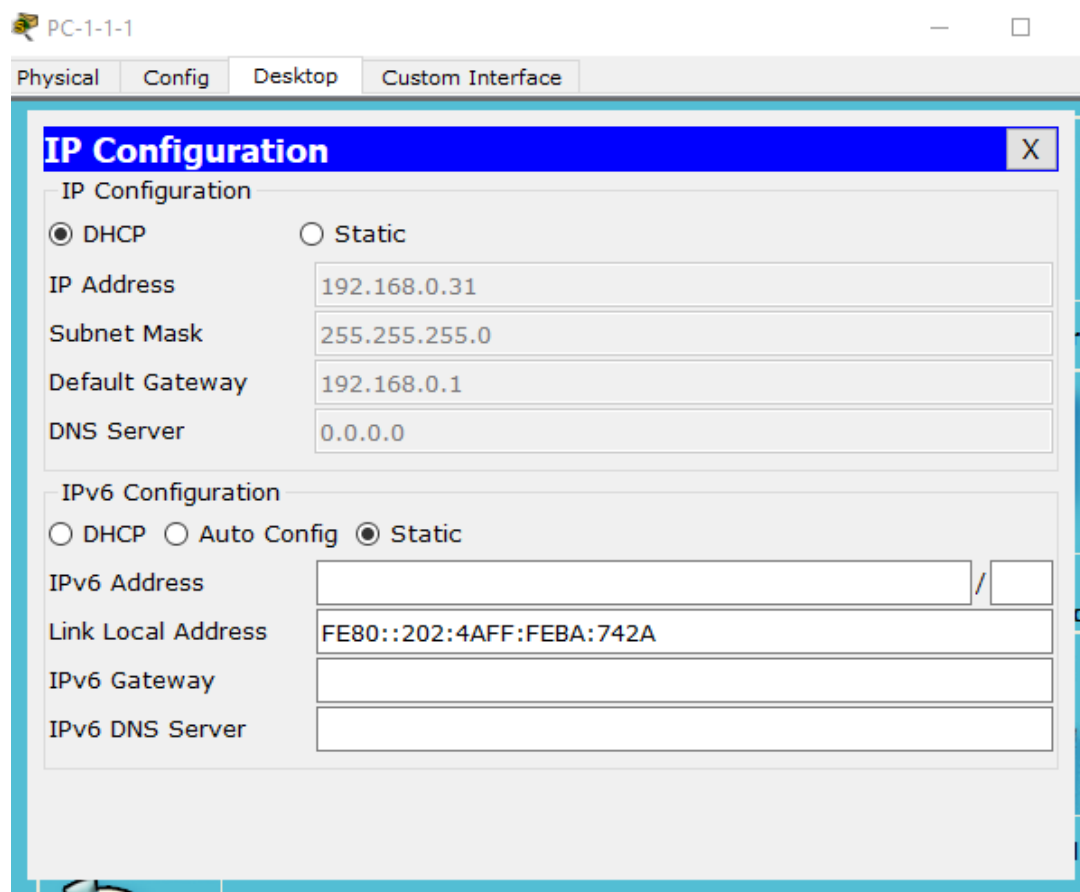 PC-1-1-1
Physical Config Desktop Custom Interface
IP Configuration X
IP Configuration
DHCP Static
IP Address 192.168.0.31
Subnet Mask 255.255.255.0
Default Gateway 192.168.0.1
DNS Server 0.0.0.0
IPv6 Configuration
DHCP Auto Config Static
IPv6 Address /
Link Local Address FE80::202:4AFF:FEBA:742A
IPv6 Gateway
IPv6 DNS Server